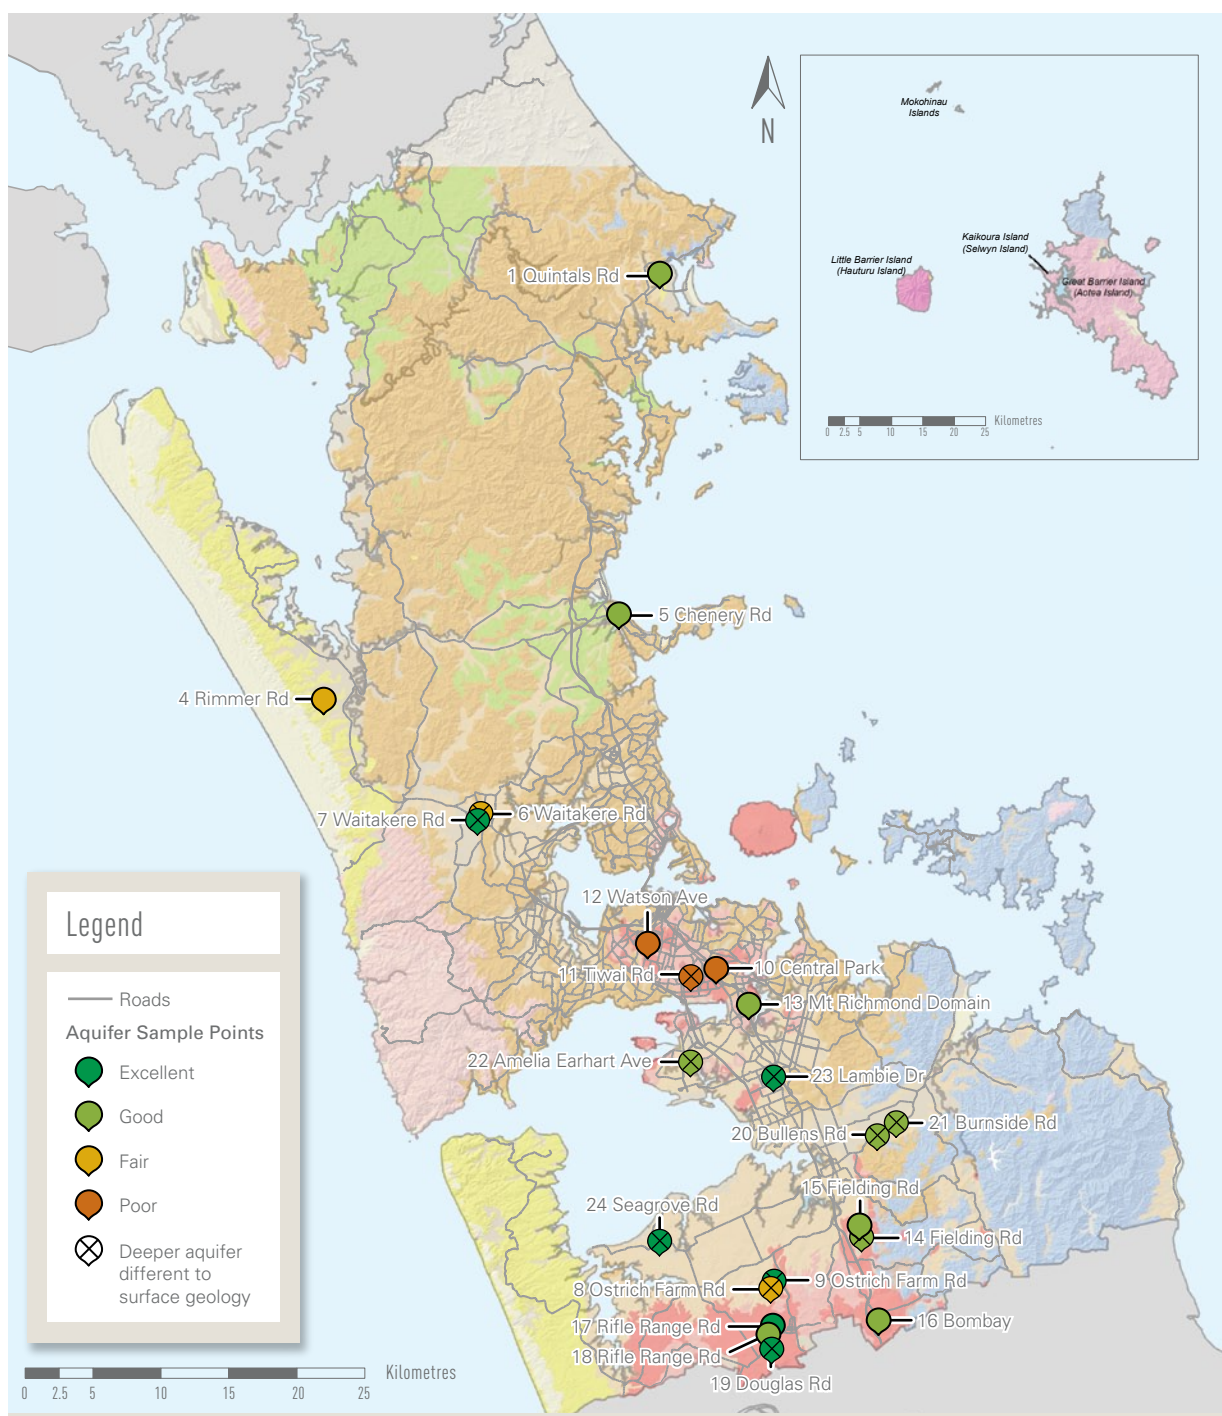 N
Mokohinau
Islands
Kaikoura Island
(Selwyn Island)
Little Barrier Island
(Hauturu Island)
Great Barrier Island
(Aotea Island)
Kilometres
0 2.5 5 10 15 20 25
1 Quintals Rd
5 Chenery Rd
4 Rimmer Rd
7 Waitakere Rd
6 Waitakere Rd
12 Watson Ave
11 Tiwai Rd
10 Central Park
13 Mt Richmond Domain
22 Amelia Earhart Ave
23 Lambie Dr
20 Bullens Rd
21 Burnside Rd
15 Fielding Rd
24 Seagrove Rd
14 Fielding Rd
8 Ostrich Farm Rd
9 Ostrich Farm Rd
17 Rifle Range Rd
16 Bombay
18 Rifle Range Rd
19 Douglas Rd
Legend
Roads
Aquifer Sample Points
Excellent
Good
Fair
Poor
Deeper aquifer
different to
surface geology
Kilometres
0 2.5 5 10 15 20 25